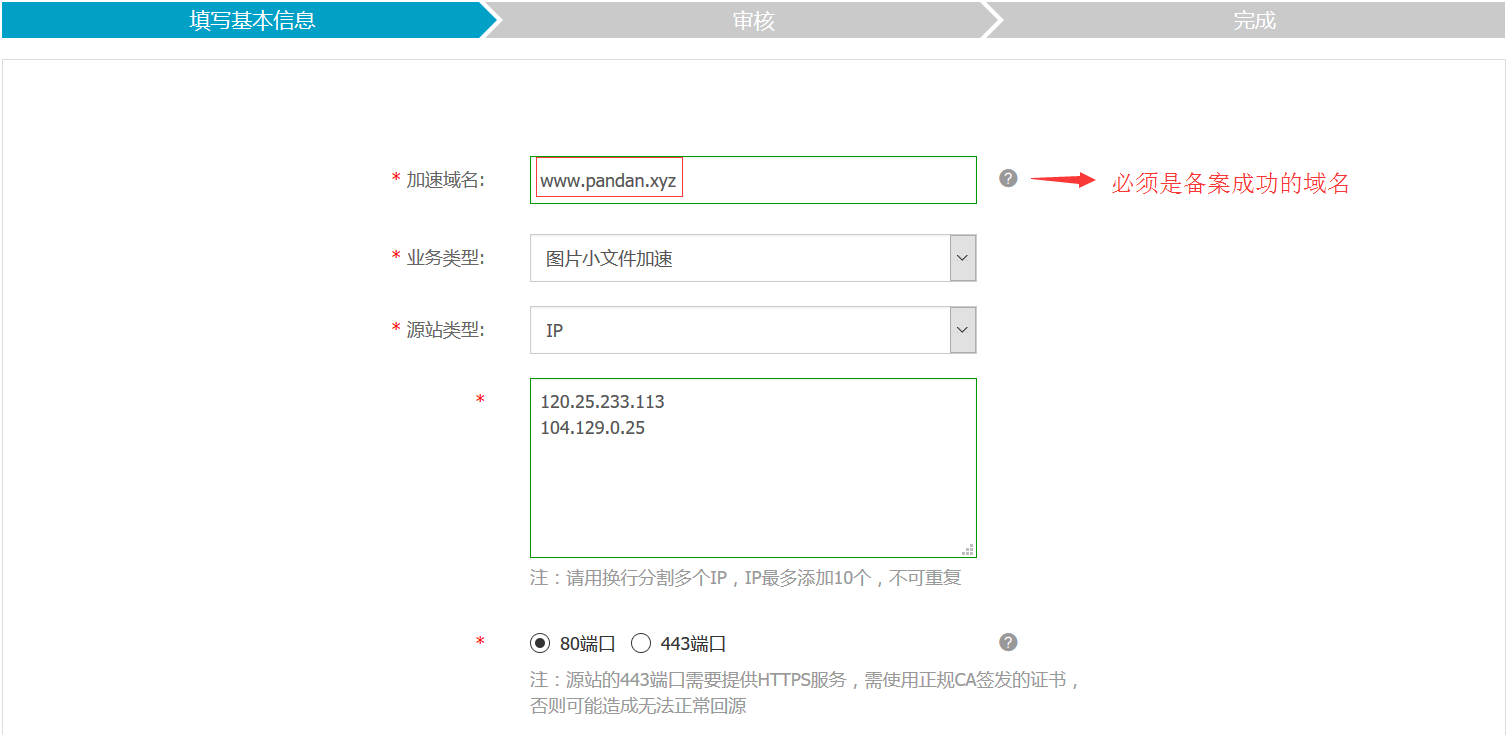 填写基本信息
审核
完成
* 加速域名:
www.pandan.xyz
?
必须是备案成功的域名
* 业务类型:
图片小文件加速
* 源站类型:
IP
*
120.25.233.113
104.129.0.25
注：请用换行分割多个IP，IP最多添加10个，不可重复
*
80端口
443端口
?
注：源站的443端口需要提供HTTPS服务，需使用正规CA签发的证书，
否则可能造成无法正常回源